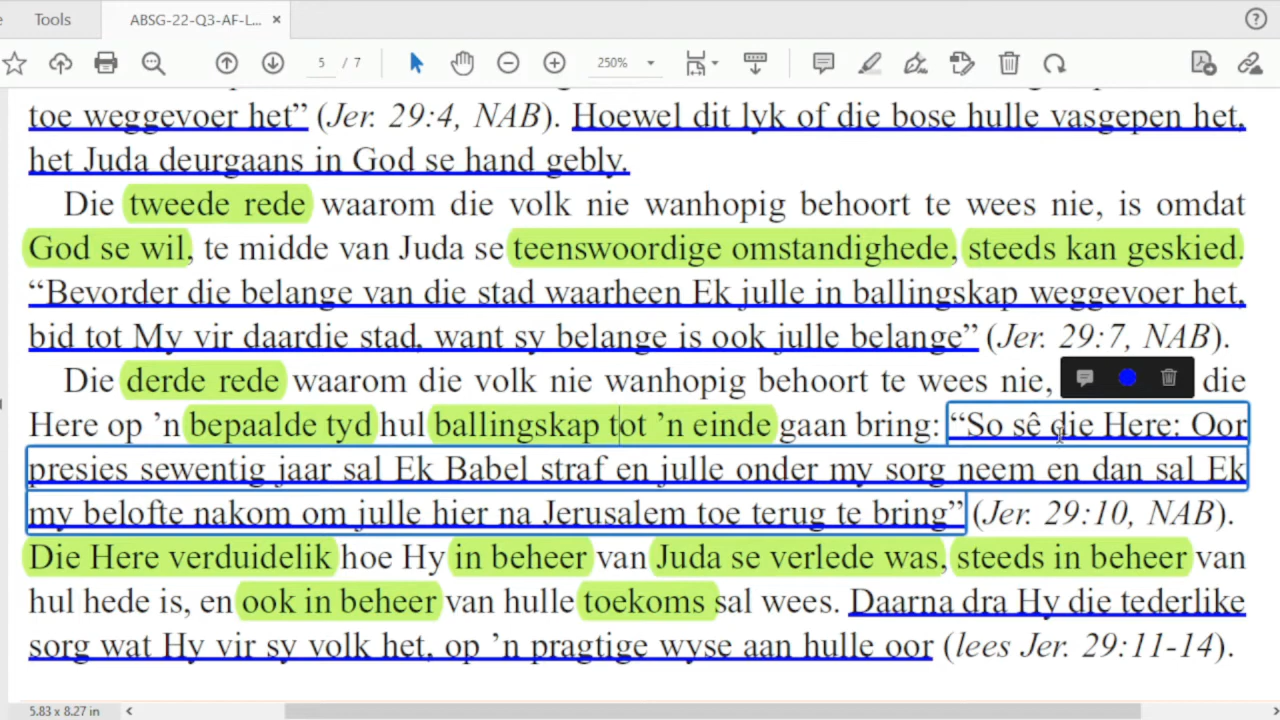 Tools
ABSG-22-Q3-AF-L... ×
5 / 7
250%
toe weggevoer het” (Jer. 29:4, NAB). Hoewel dit lyk of die bose hulle vasgepen het,
het Juda deurgaans in God se hand gebly.
Die tweede rede waarom die volk nie wanhopig behoort te wees nie, is omdat
God se wil, te midde van Juda se teenswoordige omstandighede, steeds kan geskied.
“Bevorder die belange van die stad waarheen Ek julle in ballingskap weggevoer het,
bid tot My vir daardie stad, want sy belange is ook julle belange” (Jer. 29:7, NAB).
Die derde rede waarom die volk nie wanhopig behoort te wees nie, die
Here op ’n bepaalde tyd hul ballingskap tot ’n einde gaan bring: “So sê die Here: Oor
presies sewentig jaar sal Ek Babel straf en julle onder my sorg neem en dan sal Ek
my belofte nakom om julle hier na Jerusalem toe terug te bring” (Jer. 29:10, NAB).
Die Here verduidelik hoe Hy in beheer van Juda se verlede was, steeds in beheer van
hul hede is, en ook in beheer van hulle toekoms sal wees. Daarna dra Hy die tederlike
sorg wat Hy vir sy volk het, op ’n pragtige wyse aan hulle oor (lees Jer. 29:11-14).
5.83 x 8.27 in